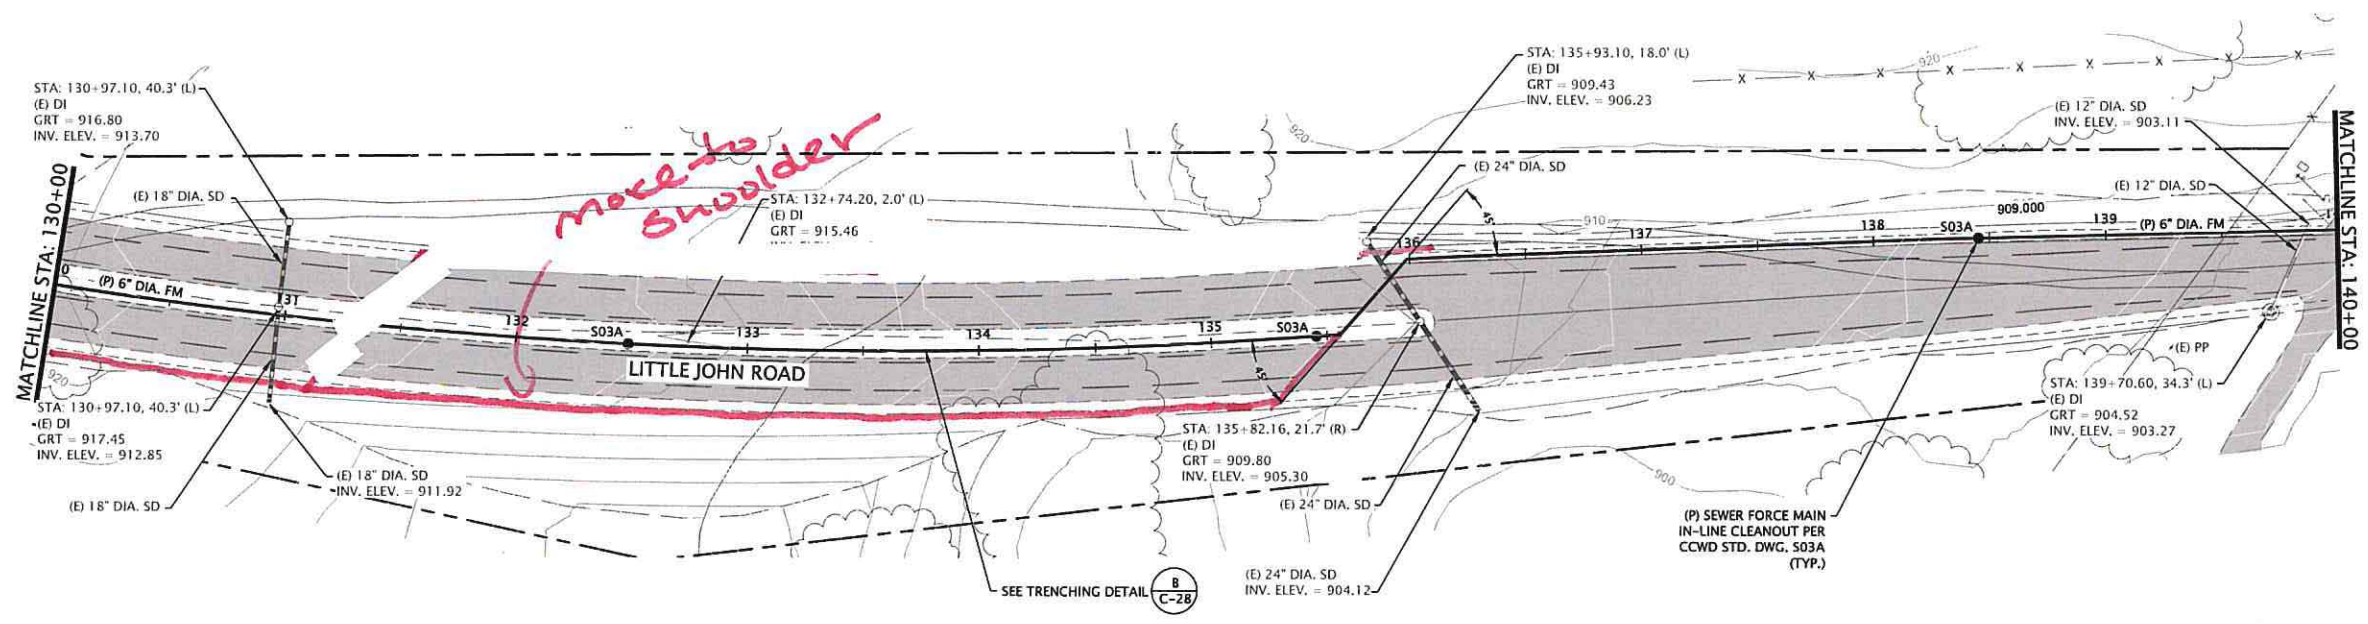 STA: 130+97.10, 40.3' (L)
(E) DI
GRT = 916.80
INV. ELEV. = 913.70
(E) 18" DIA. SD
MATCHLINE STA: 130+00
0
(P) 6" DIA. FM
131
920
STA: 130+97.10, 40.3' (L)
(E) DI
GRT = 917.45
INV. ELEV. = 912.85
(E) 18" DIA. SD
(E) 18" DIA. SD
INV. ELEV. = 911.92
move to
shoulder
STA: 132+74.20, 2.0' (L)
(E) DI
GRT = 915.46
132
S03A
133
134
135
S03A
LITTLE JOHN ROAD
45°
STA: 135+93.10, 18.0' (L)
(E) DI
GRT = 909.43
INV. ELEV. = 906.23
920
(E) 24" DIA. SD
45°
136
910
137
138
S03A
909.000
139
(P) 6" DIA. FM
920
(E) 12" DIA. SD
INV. ELEV. = 903.11
(E) 12" DIA. SD
MATCHLINE STA: 140+00
(E) PP
STA: 139+70.60, 34.3' (L)
(E) DI
GRT = 904.52
INV. ELEV. = 903.27
STA: 135+82.16, 21.7' (R)
(E) DI
GRT = 909.80
INV. ELEV. = 905.30
(E) 24" DIA. SD
900
(E) 24" DIA. SD
INV. ELEV. = 904.12
SEE TRENCHING DETAIL
B
C-28
(P) SEWER FORCE MAIN
IN-LINE CLEANOUT PER
CCWD STD. DWG. S03A
(TYP.)